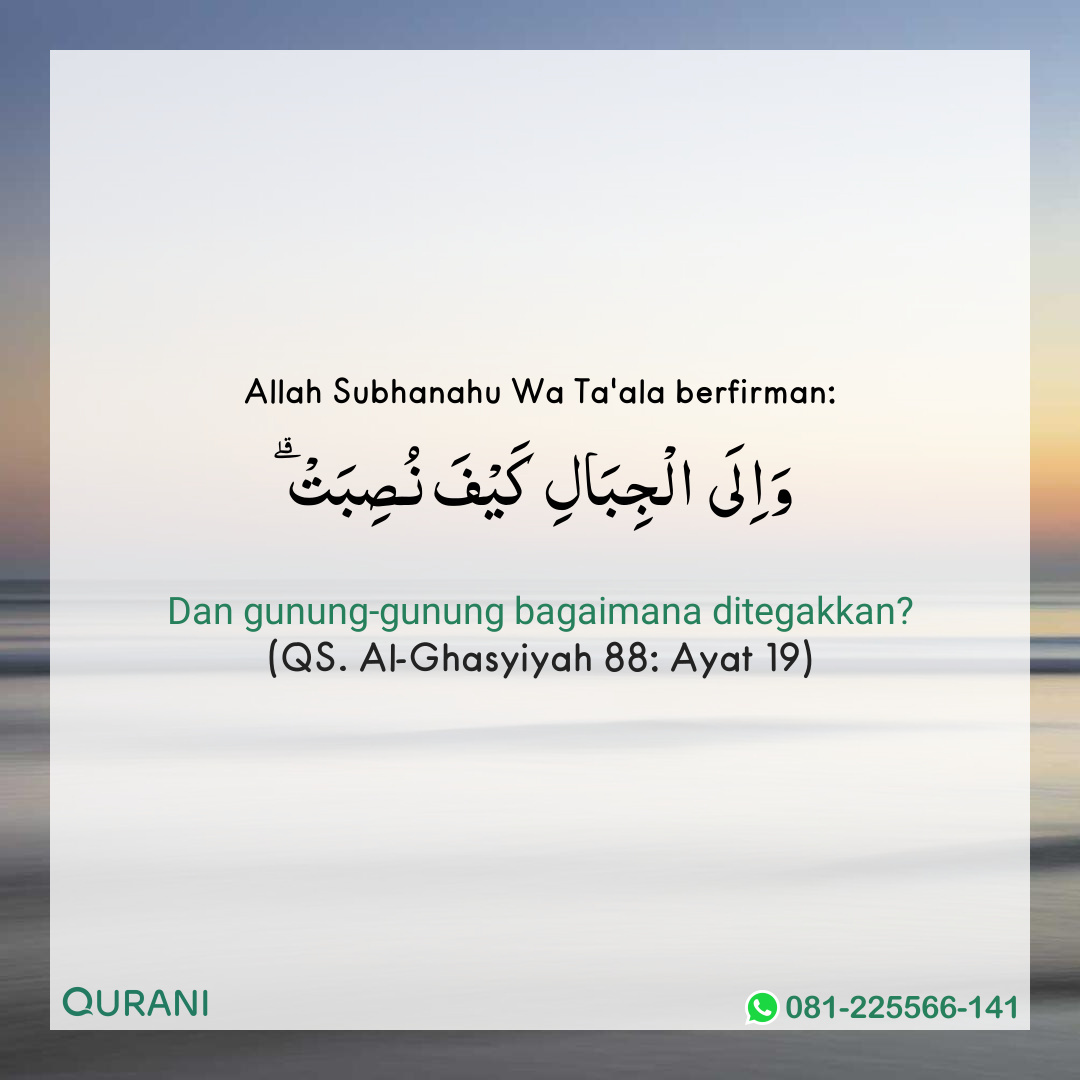 Allah Subhanahu Wa Ta'ala berfirman:
وَاِلَى الْجِبَالِ كَيْفَ نُصِبَتْۗ
Dan gunung-gunung bagaimana ditegakkan?
(QS. Al-Ghasyiyah 88: Ayat 19)
QURANI
081-225566-141